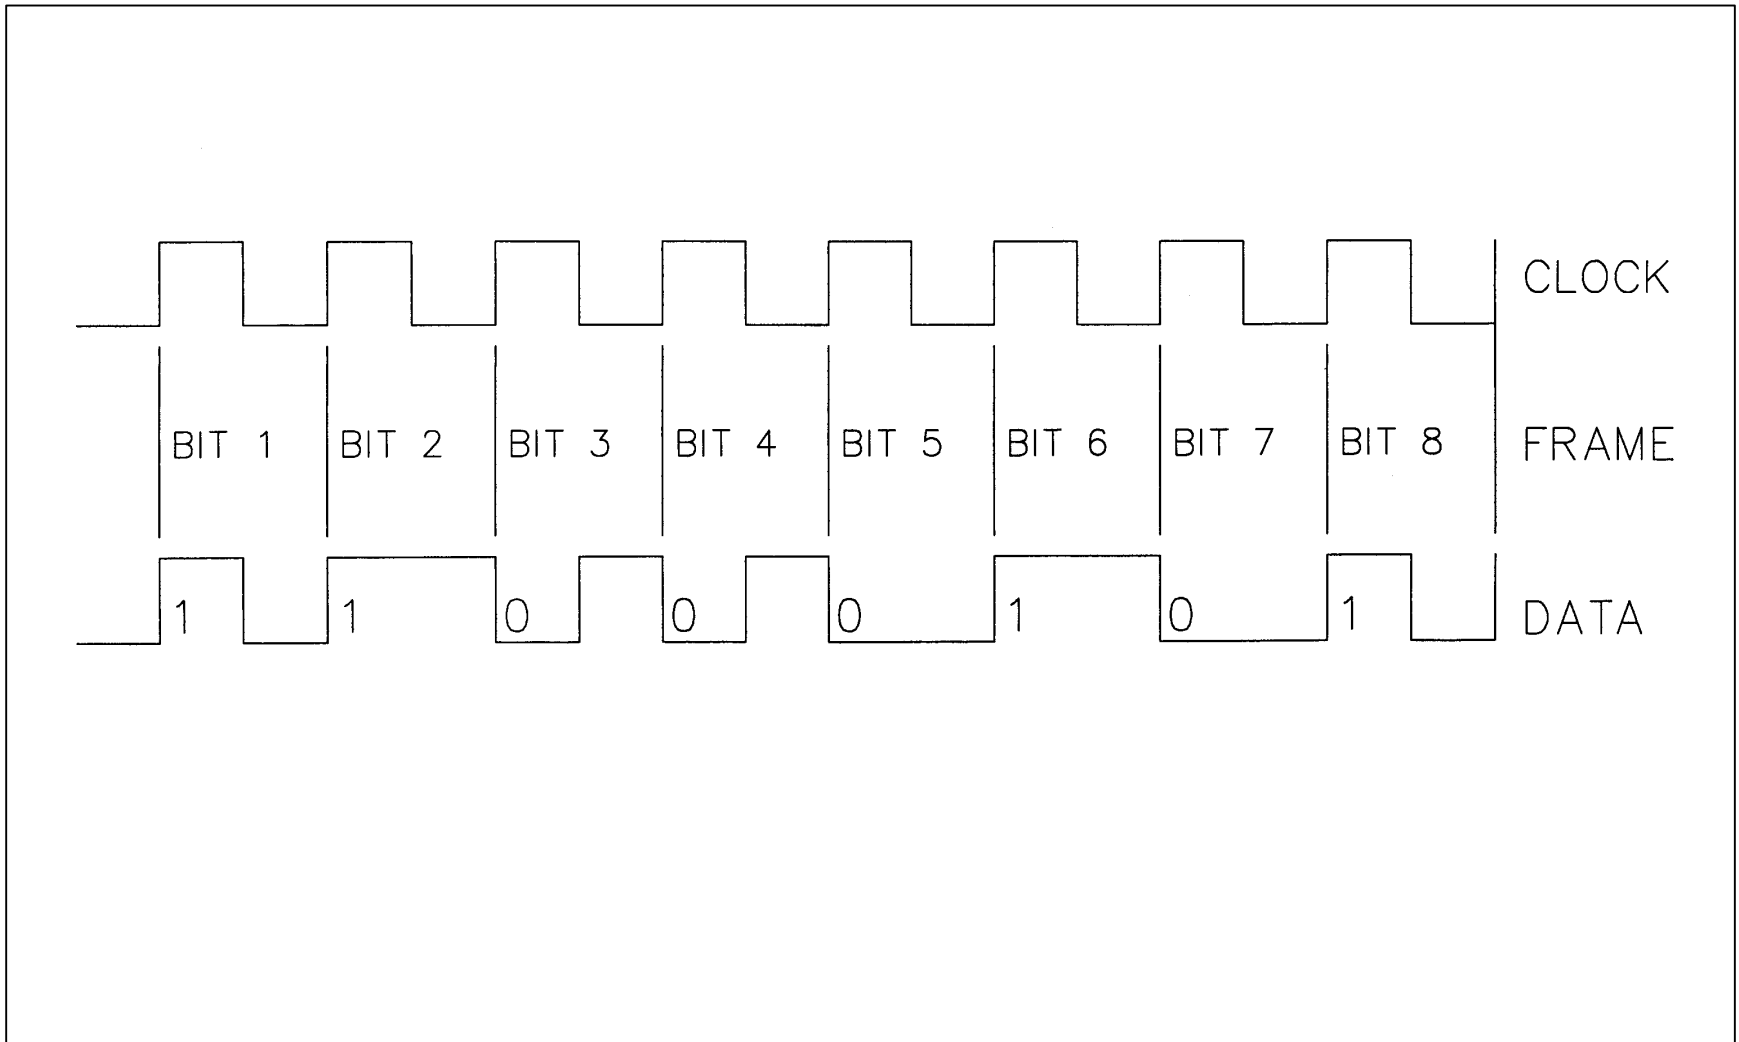 CLOCK
BIT 1 BIT 2 BIT 3 BIT 4 BIT 5 BIT 6 BIT 7 BIT 8 FRAME
1 1 0 0 0 1 0 1 DATA